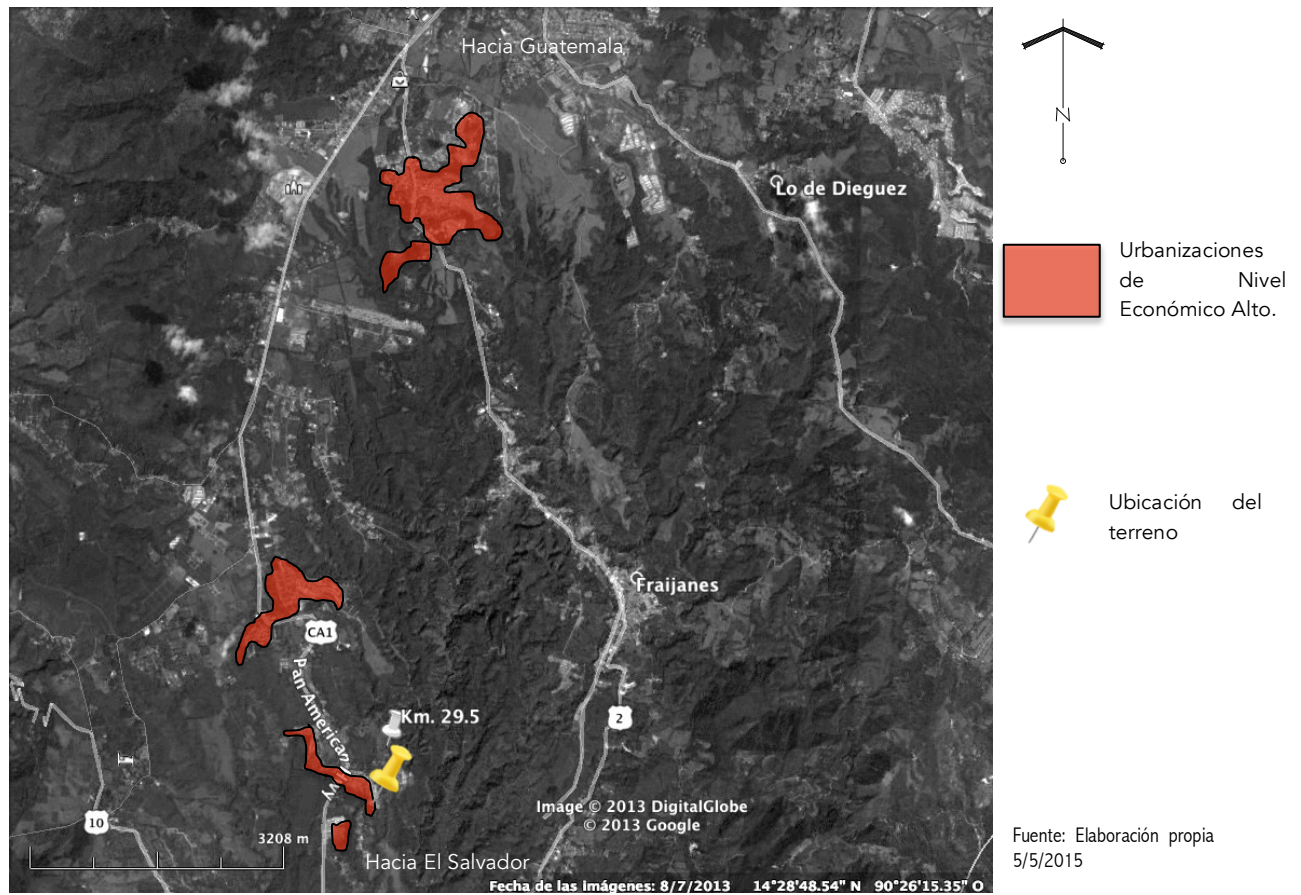 Hacia Guatemala
N
Lo de Dieguez
Urbanizaciones
de Nivel
Económico Alto.
Ubicación del
terreno
Fraijanes
CA1
Pan American
Km. 29.5
2
wy
Image © 2013 DigitalGlobe
© 2013 Google
10
3208 m
Hacia El Salvador
Fuente: Elaboración propia
5/5/2015
Fecha de las imágenes: 8/7/2013 14°28'48.54" N 90°26'15.35" O